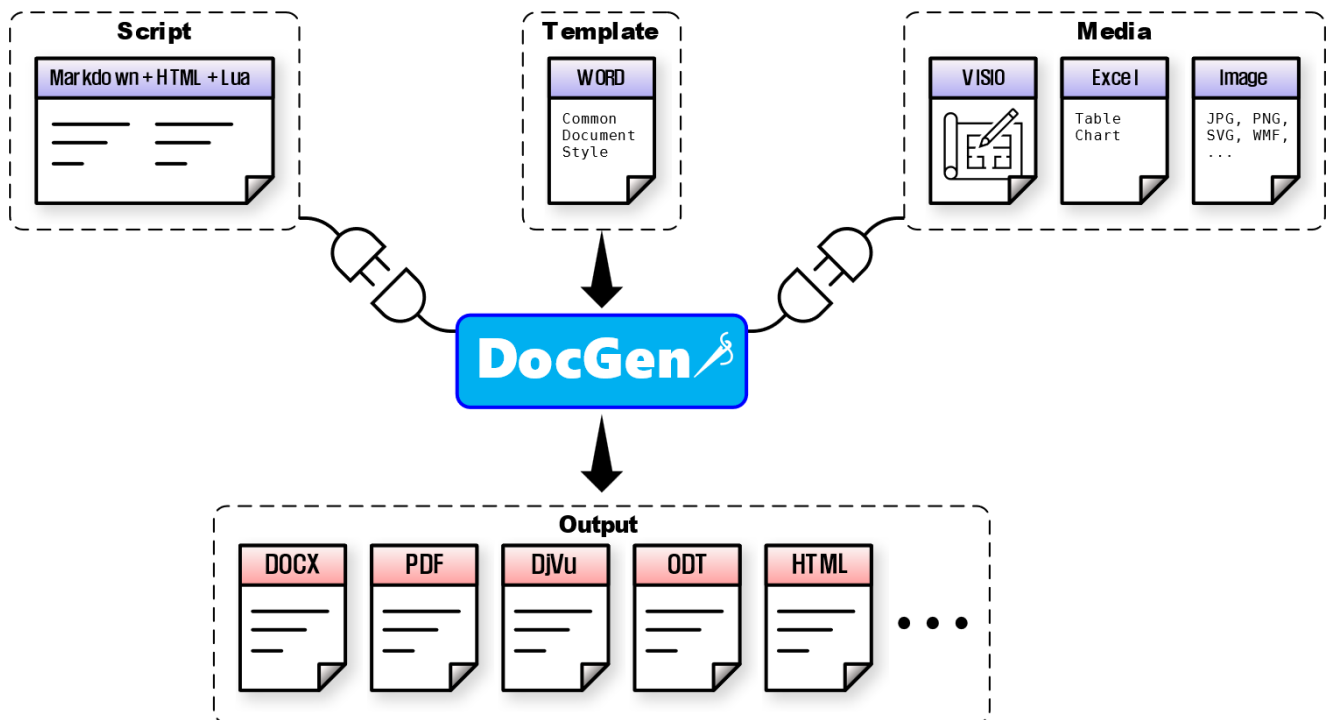 Script
Markdown + HTML + Lua
Template
WORD
Common
Document
Style
Media
VISIO
Excel
Table
Chart
Image
JPG, PNG,
SVG, WMF,
...
DocGen
Output
DOCX
PDF
DjVu
ODT
HTML